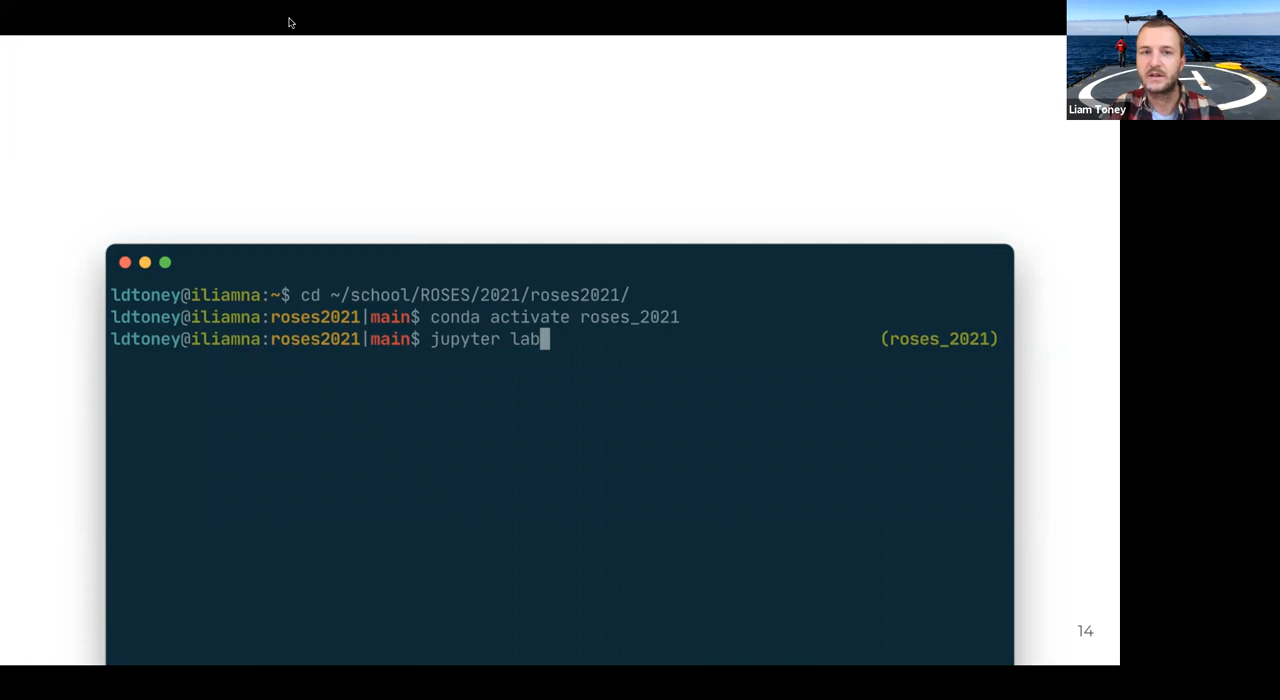 Liam Toney
ldtoney@iliamna:~$ cd ~/school/ROSES/2021/roses2021/
ldtoney@iliamna:roses2021|main$ conda activate roses_2021
ldtoney@iliamna:roses2021|main$ jupyter lab (roses_2021)
14